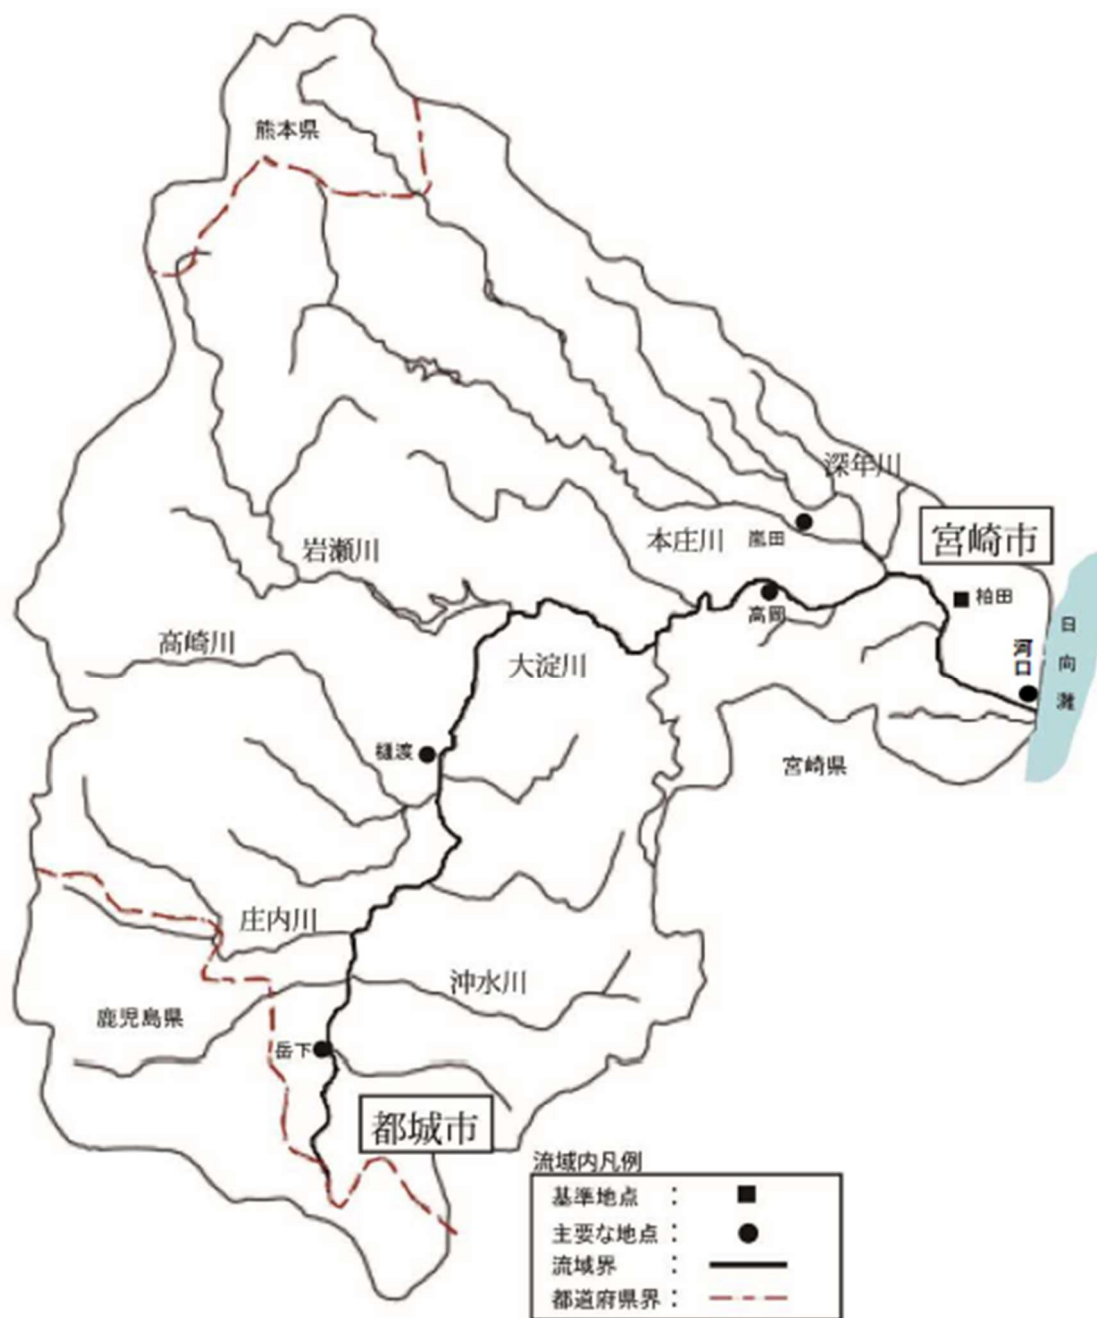 熊本県
深年川
宮崎市
本庄川
嵐田
岩瀬川
柏田
高岡
日向灘
高崎川
河口
大淀川
樋渡
宮崎県
庄内川
沖水川
鹿児島県
岳下
都城市
流域内凡例
基準地点 : ■
主要な地点 : ●
流域界 :
都道府県界 :